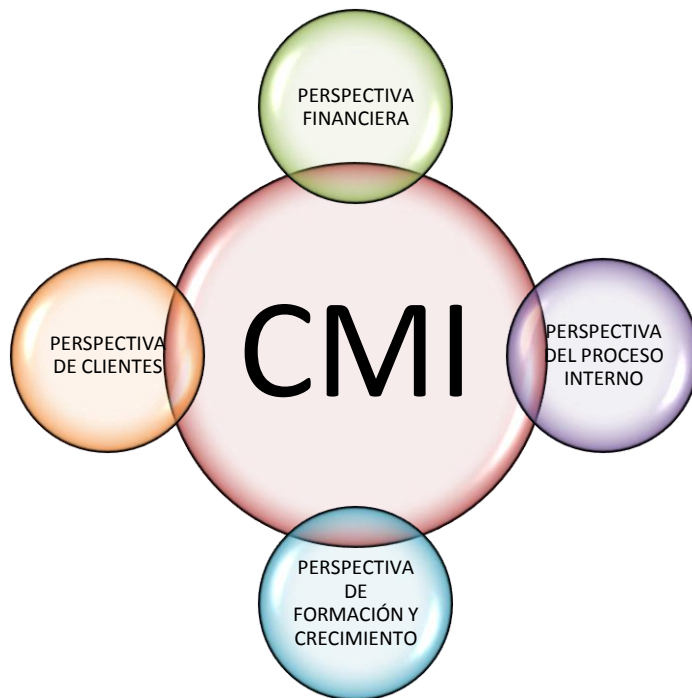 PERSPECTIVA
FINANCIERA
PERSPECTIVA
DE CLIENTES
CMI
PERSPECTIVA
DEL PROCESO
INTERNO
PERSPECTIVA
DE
FORMACIÓN Y
CRECIMIENTO